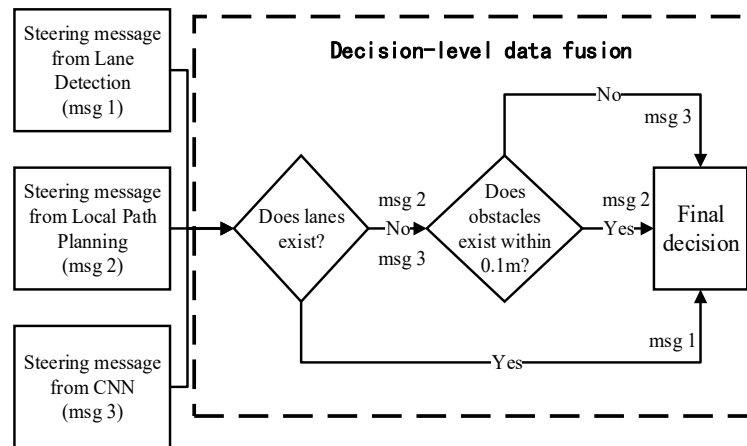 Steering message
from Lane
Detection
(msg 1)
Steering message
from Local Path
Planning
(msg 2)
Steering message
from CNN
(msg 3)
Decision-level data fusion
Does lanes
exist?
msg 2
No
msg 3
Does
obstacles
exist within
0.1m?
No
msg 3
msg 2
Yes
Yes
msg 1
Final
decision